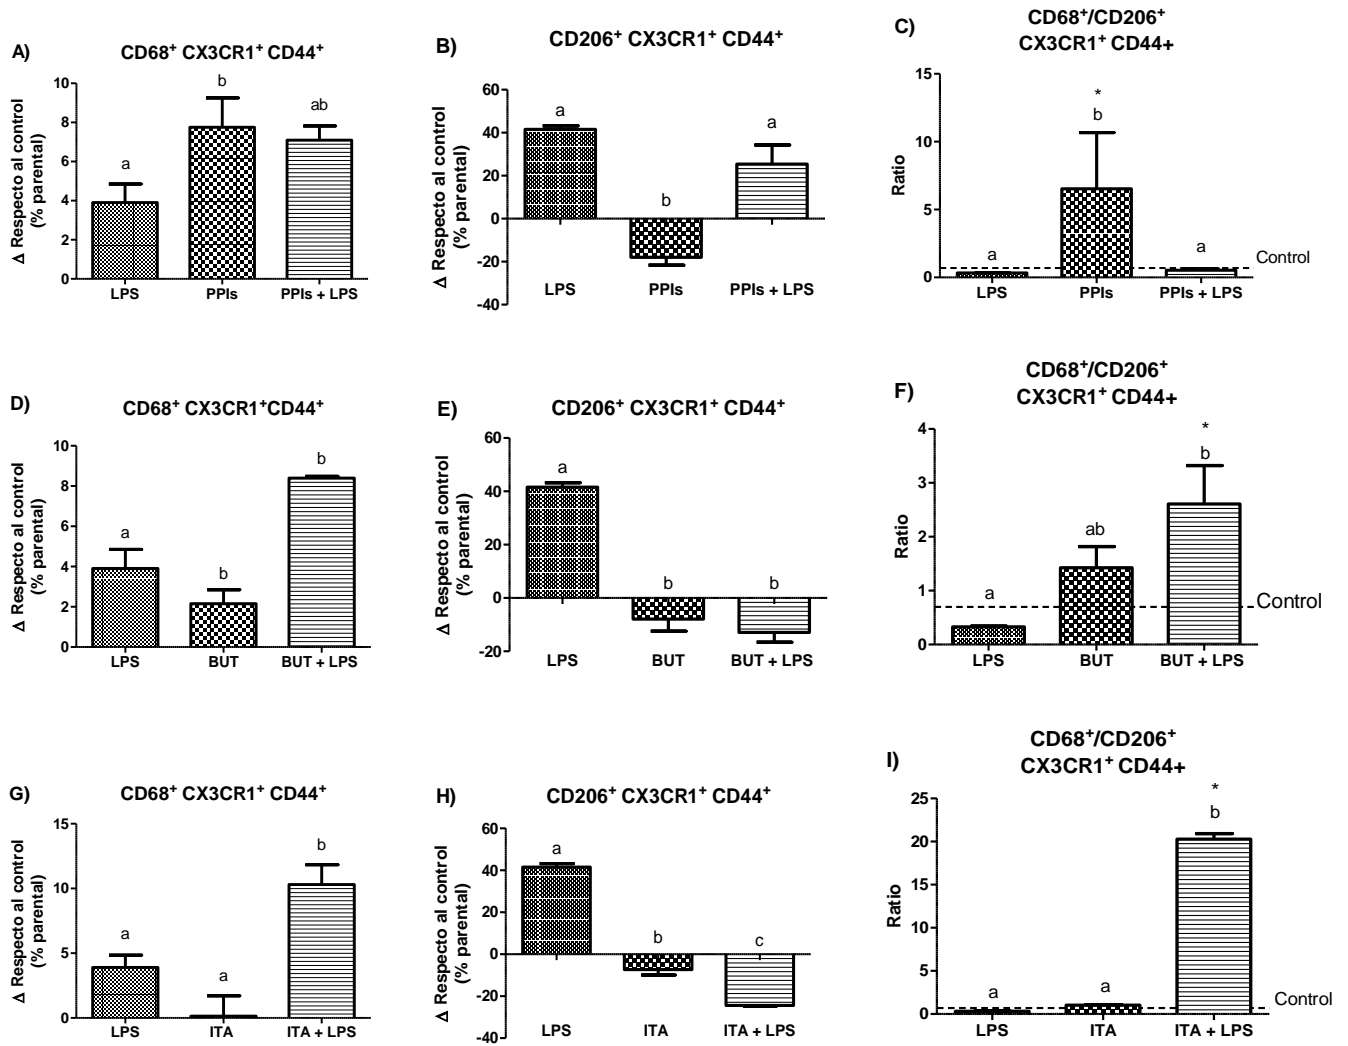 A)
CD68⁺ CX3CR1⁺ CD44⁺
Δ Respecto al control
(% parental)
10
8
6
4
2
0
a
b
ab
LPS
PPIs
PPIs + LPS
B)
CD206⁺ CX3CR1⁺ CD44⁺
Δ Respecto al control
(% parental)
60
40
20
0
-20
-40
a
b
a
LPS
PPIs
PPIs + LPS
C)
CD68⁺/CD206⁺
CX3CR1⁺ CD44+
Ratio
15
10
5
0
a
*
b
a
Control
LPS
PPIs
PPIs + LPS
D)
CD68⁺ CX3CR1⁺CD44⁺
Δ Respecto al control
(% parental)
10
8
6
4
2
0
a
b
b
LPS
BUT
BUT + LPS
E)
CD206⁺ CX3CR1⁺ CD44⁺
Δ Respecto al control
(% parental)
60
40
20
0
-20
a
b
b
LPS
BUT
BUT + LPS
F)
CD68⁺/CD206⁺
CX3CR1⁺ CD44+
Ratio
4
3
2
1
0
a
ab
*
b
Control
LPS
BUT
BUT + LPS
G)
CD68⁺ CX3CR1⁺ CD44⁺
Δ Respecto al control
(% parental)
15
10
5
0
a
a
b
LPS
ITA
ITA + LPS
H)
CD206⁺ CX3CR1⁺ CD44⁺
Δ Respecto al control
(% parental)
60
40
20
0
-20
-40
a
b
c
LPS
ITA
ITA + LPS
I)
CD68⁺/CD206⁺
CX3CR1⁺ CD44+
Ratio
25
20
15
10
5
0
a
a
*
b
Control
LPS
ITA
ITA + LPS